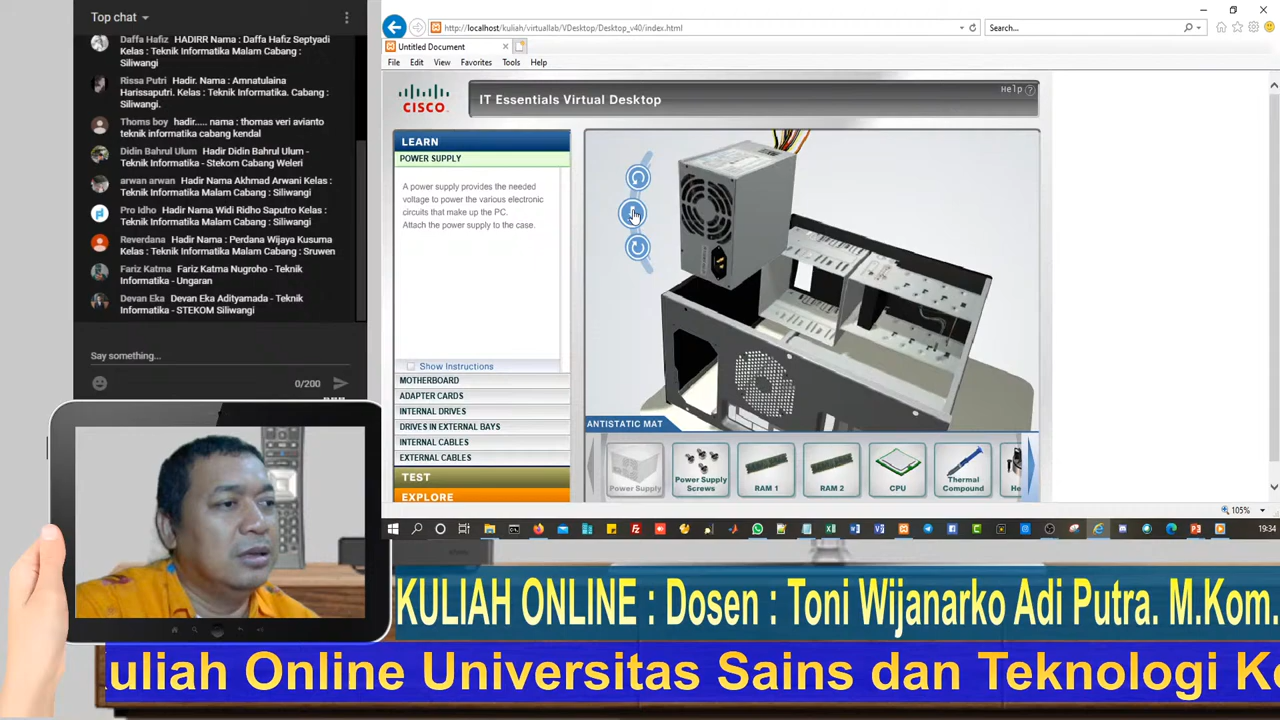 Top chat
Daffa Hafiz HADIRR Nama : Daffa Hafiz Septyadi
Kelas : Teknik Informatika Malam Cabang :
Siliwangi
Rissa Putri Hadir. Nama : Amnatulaina
Harissaputri. Kelas : Teknik Informatika. Cabang :
Siliwangi.
Thoms boy hadir..... nama : thomas veri avianto
teknik informatika cabang kendal
Didin Bahrul Ulum Hadir Didin Bahrul Ulum -
Teknik Informatika - Stekom Cabang Weleri
arwan arwan Hadir Nama Akhmad Arwani Kelas :
Teknik Informatika Malam Cabang : Siliwangi
Pro Idho Hadir Nama Widi Ridho Saputro Kelas :
Teknik Informatika Malam Cabang : Siliwangi
Reverdana Hadir Nama : Perdana Wijaya Kusuma
Kelas : Teknik Informatika Malam Cabang : Sruwen
Fariz Katma Fariz Katma Nugroho - Teknik
Informatika - Ungaran
Devan Eka Devan Eka Adityamada - Teknik
Informatika - STEKOM Siliwangi
Say something...
0/200
http://localhost/kuliah/virtuallab/VDesktop/Desktop_v40/index.html
Search...
Untitled Document
File Edit View Favorites Tools Help
CISCO
IT Essentials Virtual Desktop
Help ?
LEARN
POWER SUPPLY
A power supply provides the needed
voltage to power the various electronic
circuits that make up the PC.
Attach the power supply to the case.
Show Instructions
MOTHERBOARD
ADAPTER CARDS
INTERNAL DRIVES
DRIVES IN EXTERNAL BAYS
INTERNAL CABLES
EXTERNAL CABLES
TEST
EXPLORE
ANTISTATIC MAT
Power Supply
Power Supply
Screws
RAM 1
RAM 2
CPU
Thermal
Compound
He
105%
19:34
KULIAH ONLINE : Dosen : Toni Wijanarko Adi Putra. M.Kom.
uliah Online Universitas Sains dan Teknologi Ko